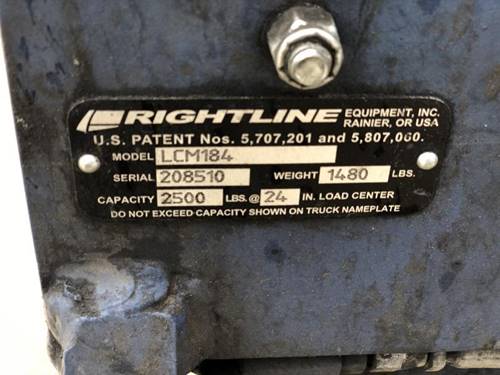 RIGHTLINE EQUIPMENT, INC.
RAINIER, OR USA
U.S. PATENT Nos. 5,707,201 and 5,807,060.
MODEL LCM184
SERIAL 208510 WEIGHT 1480 LBS.
CAPACITY 2500 LBS. @ 24 IN. LOAD CENTER
DO NOT EXCEED CAPACITY SHOWN ON TRUCK NAMEPLATE